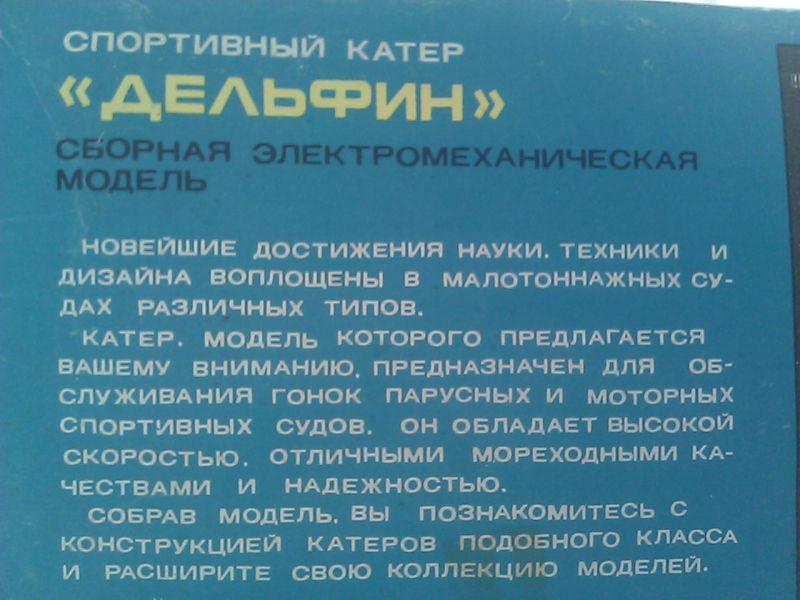 СПОРТИВНЫЙ КАТЕР
«ДЕЛЬФИН»
СБОРНАЯ ЭЛЕКТРОМЕХАНИЧЕСКАЯ
МОДЕЛЬ
НОВЕЙШИЕ ДОСТИЖЕНИЯ НАУКИ, ТЕХНИКИ И
ДИЗАЙНА ВОПЛОЩЕНЫ В МАЛОТОННАЖНЫХ СУ-
ДАХ РАЗЛИЧНЫХ ТИПОВ.
КАТЕР, МОДЕЛЬ КОТОРОГО ПРЕДЛАГАЕТСЯ
ВАШЕМУ ВНИМАНИЮ, ПРЕДНАЗНАЧЕН ДЛЯ ОБ-
СЛУЖИВАНИЯ ГОНОК ПАРУСНЫХ И МОТОРНЫХ
СПОРТИВНЫХ СУДОВ. ОН ОБЛАДАЕТ ВЫСОКОЙ
СКОРОСТЬЮ, ОТЛИЧНЫМИ МОРЕХОДНЫМИ КА-
ЧЕСТВАМИ И НАДЕЖНОСТЬЮ.
СОБРАВ МОДЕЛЬ, ВЫ ПОЗНАКОМИТЕСЬ С
КОНСТРУКЦИЕЙ КАТЕРОВ ПОДОБНОГО КЛАССА
И РАСШИРИТЕ СВОЮ КОЛЛЕКЦИЮ МОДЕЛЕЙ.